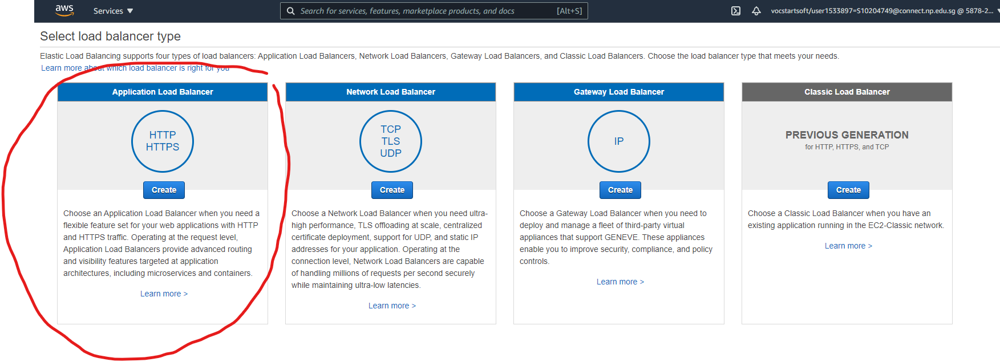 aws Services Search for services, features, marketplace products, and docs [Alt+S] vocstartsoft/user1533897=S10204749@connect.np.edu.sg @ 5878-2...
Select load balancer type
Elastic Load Balancing supports four types of load balancers: Application Load Balancers, Network Load Balancers, Gateway Load Balancers, and Classic Load Balancers. Choose the load balancer type that meets your needs.
Learn more about which load balancer is right for you
Application Load Balancer
HTTP
HTTPS
Create
Choose an Application Load Balancer when you need a
flexible feature set for your web applications with HTTP
and HTTPS traffic. Operating at the request level,
Application Load Balancers provide advanced routing
and visibility features targeted at application
architectures, including microservices and containers.
Learn more >
Network Load Balancer
TCP
TLS
UDP
Create
Choose a Network Load Balancer when you need ultra-
high performance, TLS offloading at scale, centralized
certificate deployment, support for UDP, and static IP
addresses for your application. Operating at the
connection level, Network Load Balancers are capable
of handling millions of requests per second securely
while maintaining ultra-low latencies.
Learn more >
Gateway Load Balancer
IP
Create
Choose a Gateway Load Balancer when you need to
deploy and manage a fleet of third-party virtual
appliances that support GENEVE. These appliances
enable you to improve security, compliance, and policy
controls.
Learn more >
Classic Load Balancer
PREVIOUS GENERATION
for HTTP, HTTPS, and TCP
Create
Choose a Classic Load Balancer when you have an
existing application running in the EC2-Classic network.
Learn more >